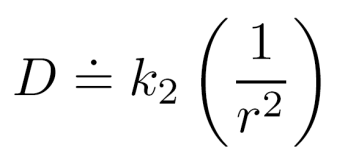 D ≐ k₂ (1/r²)